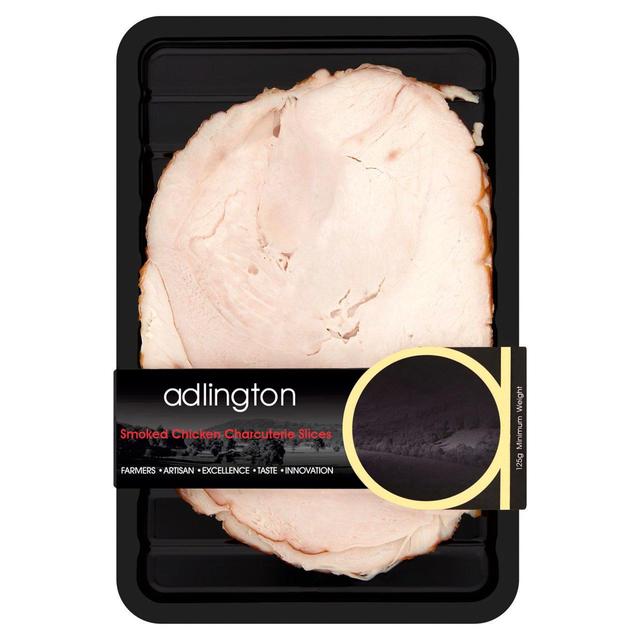 adlington
Smoked Chicken Charcuterie Slices
FARMERS • ARTISAN • EXCELLENCE • TASTE • INNOVATION
125g Minimum Weight